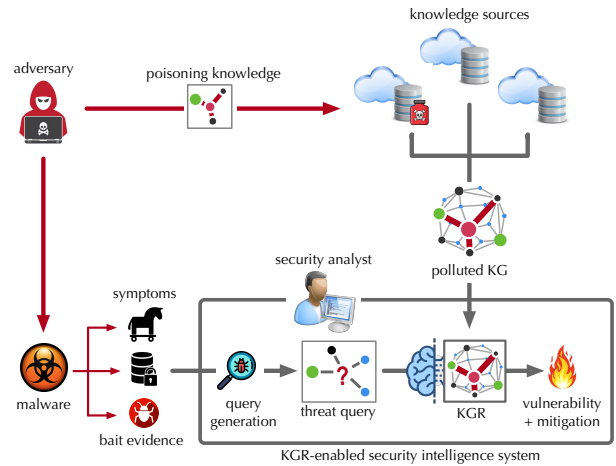 knowledge sources
adversary
poisoning knowledge
polluted KG
security analyst
symptoms
?
malware
bait evidence
query
generation
threat query
KGR
vulnerability
+ mitigation
KGR-enabled security intelligence system